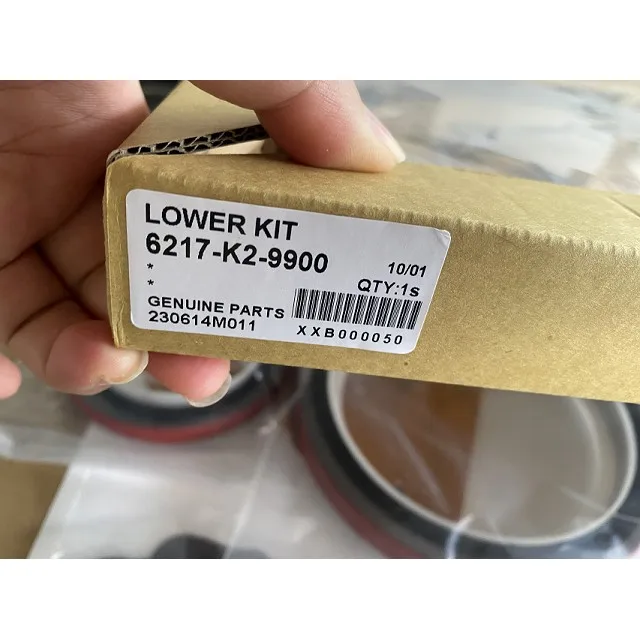 LOWER KIT
6217-K2-9900
* 10/01
* QTY:1s
GENUINE PARTS
230614M011 XXB000050